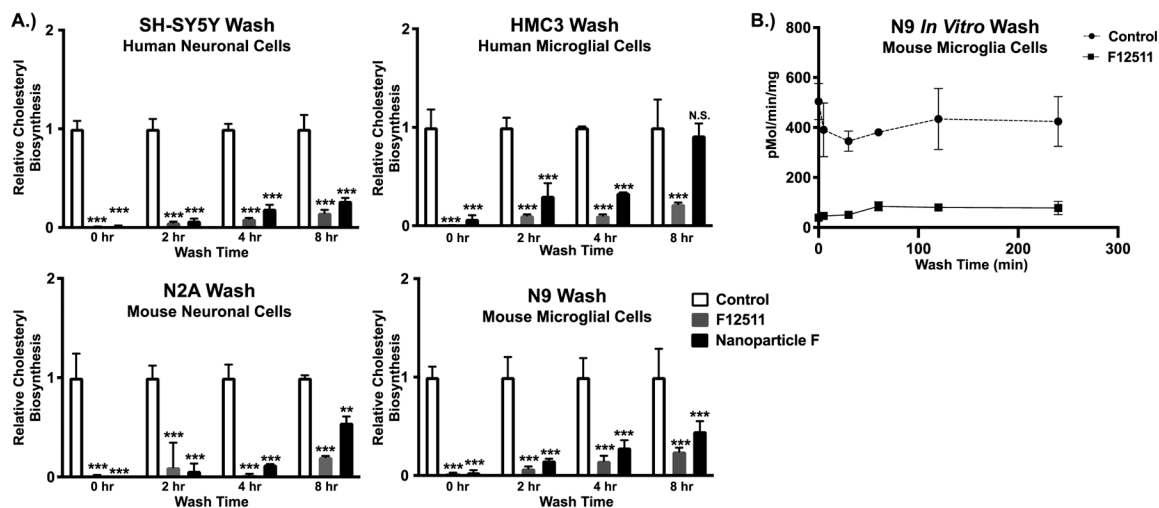 A.)
SH-SY5Y Wash
Human Neuronal Cells
2
1
0
Relative Cholesteryl
Biosynthesis
*** ***
*** ***
*** ***
*** ***
0 hr 2 hr 4 hr 8 hr
Wash Time
HMC3 Wash
Human Microglial Cells
2
1
0
Relative Cholesteryl
Biosynthesis
*** ***
*** ***
*** ***
*** N.S.
0 hr 2 hr 4 hr 8 hr
Wash Time
B.)
N9 In Vitro Wash
Mouse Microglia Cells
Control
F12511
800
600
400
200
0
pMol/min/mg
0 100 200 300
Wash Time (min)
N2A Wash
Mouse Neuronal Cells
2
1
0
Relative Cholesteryl
Biosynthesis
*** ***
*** ***
*** ***
*** **
0 hr 2 hr 4 hr 8 hr
Wash Time
N9 Wash
Mouse Microglial Cells
2
1
0
Relative Cholesteryl
Biosynthesis
*** ***
*** ***
*** ***
*** ***
0 hr 2 hr 4 hr 8 hr
Wash Time
Control
F12511
Nanoparticle F